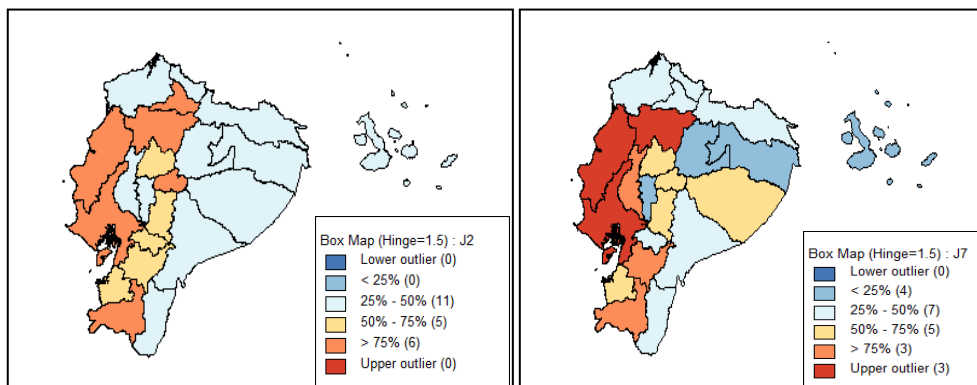 Box Map (Hinge=1.5) : J2
Lower outlier (0)
< 25% (0)
25% - 50% (11)
50% - 75% (5)
> 75% (6)
Upper outlier (0)
Box Map (Hinge=1.5) : J7
Lower outlier (0)
< 25% (4)
25% - 50% (7)
50% - 75% (5)
> 75% (3)
Upper outlier (3)